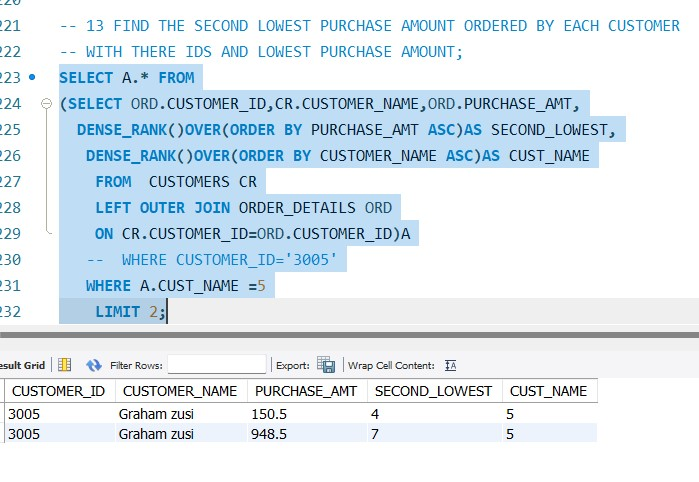 220
221 -- 13 FIND THE SECOND LOWEST PURCHASE AMOUNT ORDERED BY EACH CUSTOMER
222 -- WITH THERE IDS AND LOWEST PURCHASE AMOUNT;
223 SELECT A.* FROM
224 (SELECT ORD.CUSTOMER_ID,CR.CUSTOMER_NAME,ORD.PURCHASE_AMT,
225 DENSE_RANK()OVER(ORDER BY PURCHASE_AMT ASC)AS SECOND_LOWEST,
226 DENSE_RANK()OVER(ORDER BY CUSTOMER_NAME ASC)AS CUST_NAME
227 FROM CUSTOMERS CR
228 LEFT OUTER JOIN ORDER_DETAILS ORD
229 ON CR.CUSTOMER_ID=ORD.CUSTOMER_ID)A
230 -- WHERE CUSTOMER_ID='3005'
231 WHERE A.CUST_NAME =5
232 LIMIT 2;
esult Grid Filter Rows: Export: Wrap Cell Content: IA
CUSTOMER_ID CUSTOMER_NAME PURCHASE_AMT SECOND_LOWEST CUST_NAME
3005 Graham zusi 150.5 4 5
3005 Graham zusi 948.5 7 5